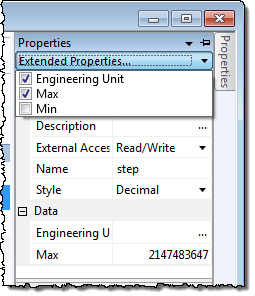 Properties
Extended Properties...
Engineering Unit
Max
Min
Description ...
External Acces Read/Write
Name step
Style Decimal
Data
Engineering U ...
Max 2147483647
Properties